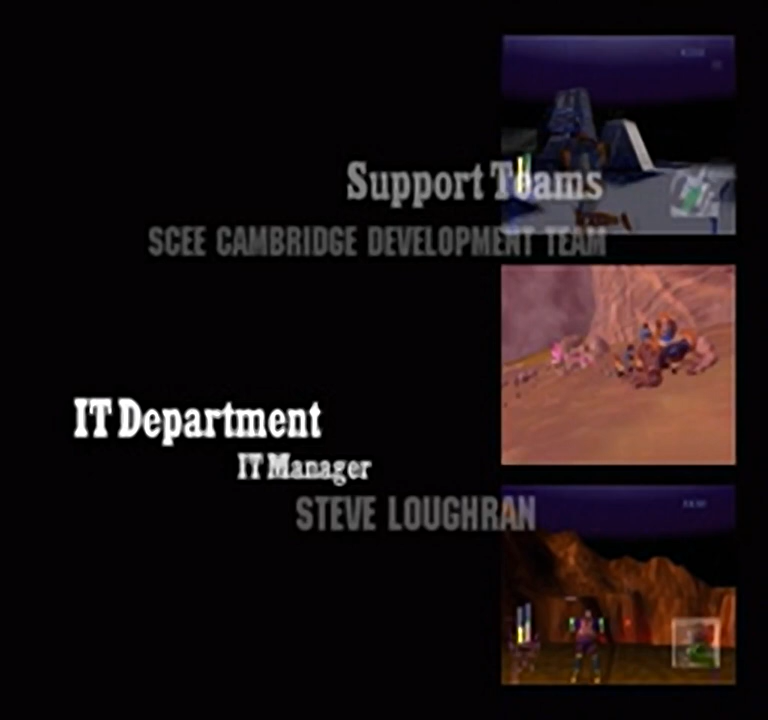 Support Teams
SCEE CAMBRIDGE DEVELOPMENT TEAM
IT Department
IT Manager
STEVE LOUGHRAN